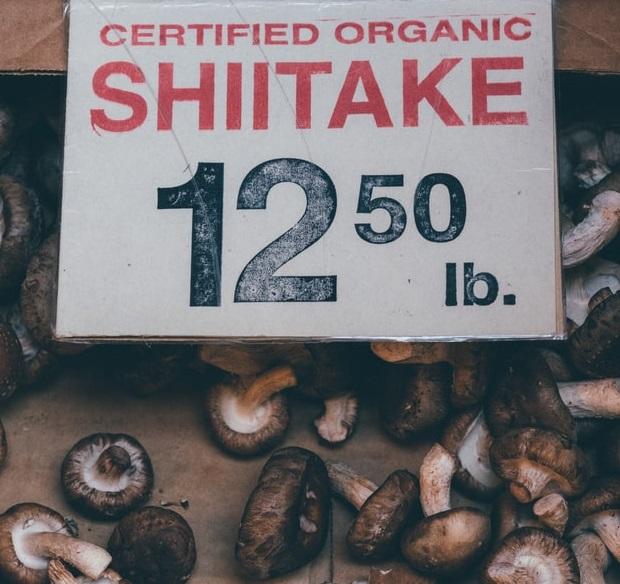 CERTIFIED ORGANIC
SHIITAKE
12 50
lb.